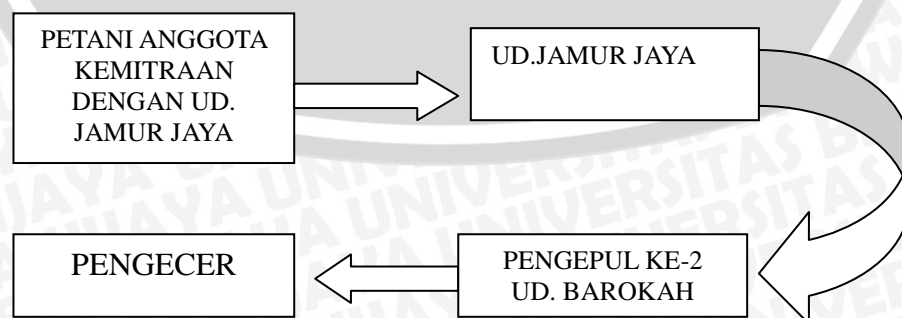 PETANI ANGGOTA
KEMITRAAN
DENGAN UD.
JAMUR JAYA
UD.JAMUR JAYA
PENGECER
PENGEPUL KE-2
UD. BAROKAH